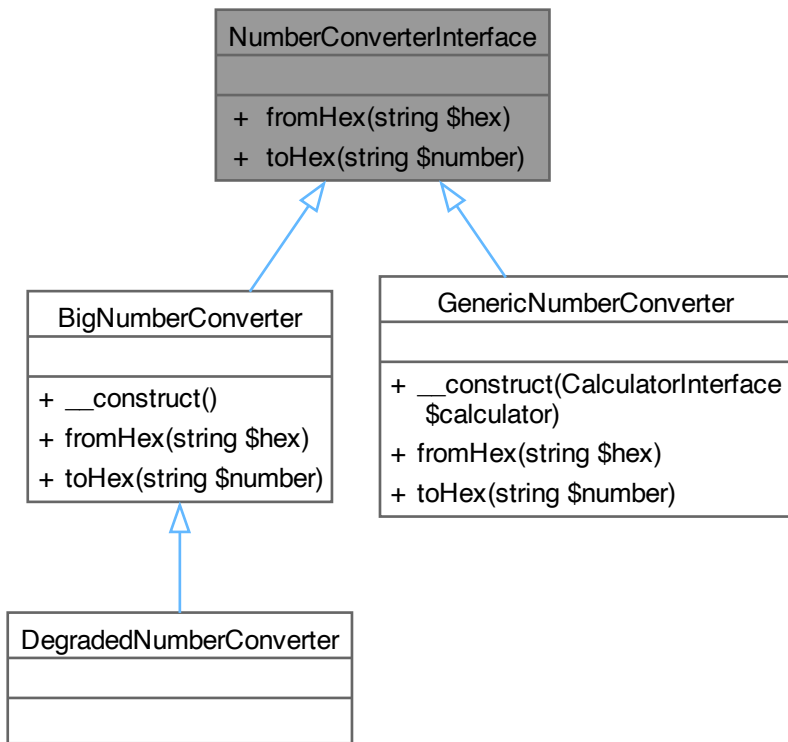 NumberConverterInterface
+ fromHex(string $hex)
+ toHex(string $number)
BigNumberConverter
+ __construct()
+ fromHex(string $hex)
+ toHex(string $number)
GenericNumberConverter
+ __construct(CalculatorInterface
$calculator)
+ fromHex(string $hex)
+ toHex(string $number)
DegradedNumberConverter